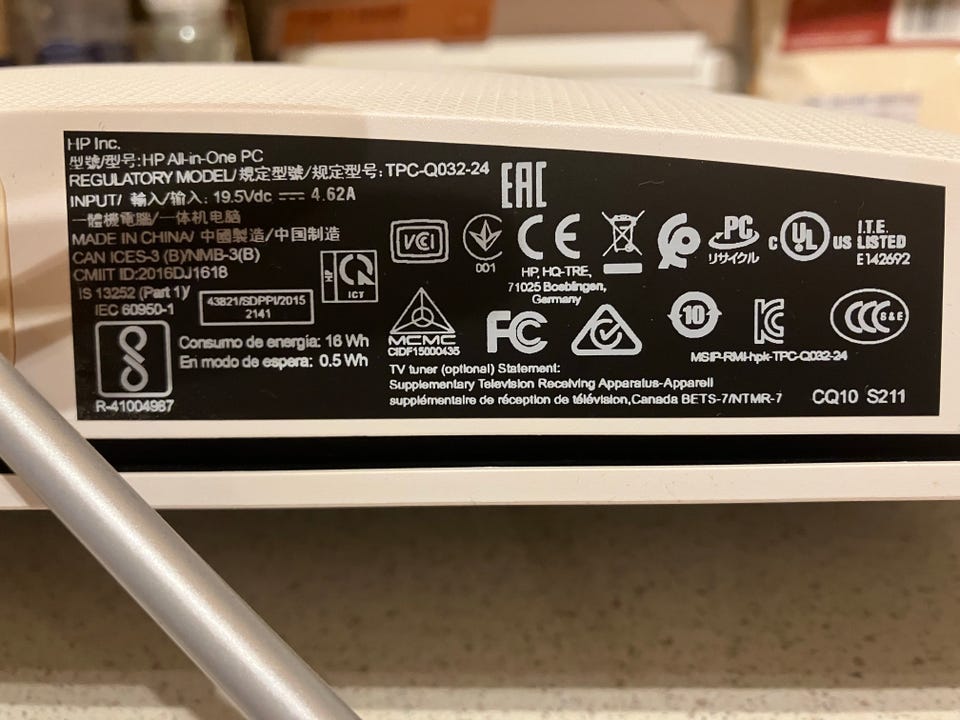 HP Inc.
型號/型号:HP All-in-One PC
REGULATORY MODEL/ 規定型號/规定型号: TPC-Q032-24
INPUT/ 輸入/输入: 19.5Vdc ⎓ 4.62A
一體機電腦/一体机电脑
MADE IN CHINA/ 中國製造/中国制造
CAN ICES-3 (B)/NMB-3(B)
CMIIT ID:2016DJ1618
IS 13252 (Part 1)/
IEC 60950-1
43821/SDPPI/2015
2141
HP
ICT
Consumo de energía: 16 Wh
En modo de espera: 0.5 Wh
R-41004987
EAC
VCI
001
CE
HP, HQ-TRE,
71025 Boeblingen,
Germany
PC
リサイクル
c UL US
I.T.E.
LISTED
E142692
MCMC
CIDF15000435
FC
10
KC
CCC S&E
MSIP-RMI-hpk-TPC-Q032-24
TV tuner (optional) Statement:
Supplementary Television Receiving Apparatus-Appareil
supplémentaire de réception de télévision,Canada BETS-7/NTMR-7
CQ10 S211